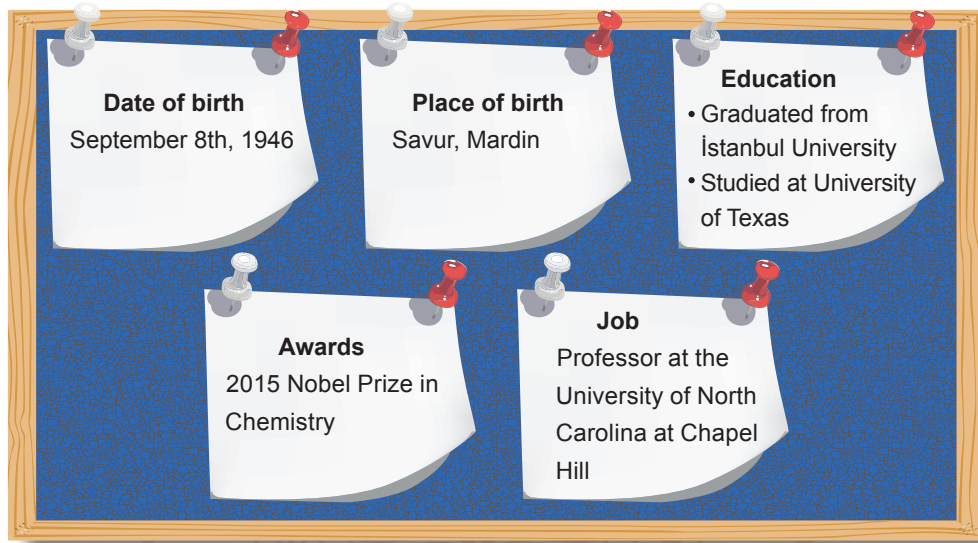 Date of birth
September 8th, 1946
Place of birth
Savur, Mardin
Education
• Graduated from
İstanbul University
• Studied at University
of Texas
Awards
2015 Nobel Prize in
Chemistry
Job
Professor at the
University of North
Carolina at Chapel
Hill